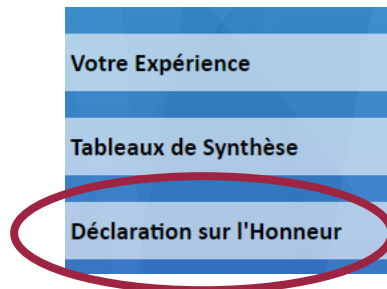 Votre Expérience
Tableaux de Synthèse
Déclaration sur l'Honneur